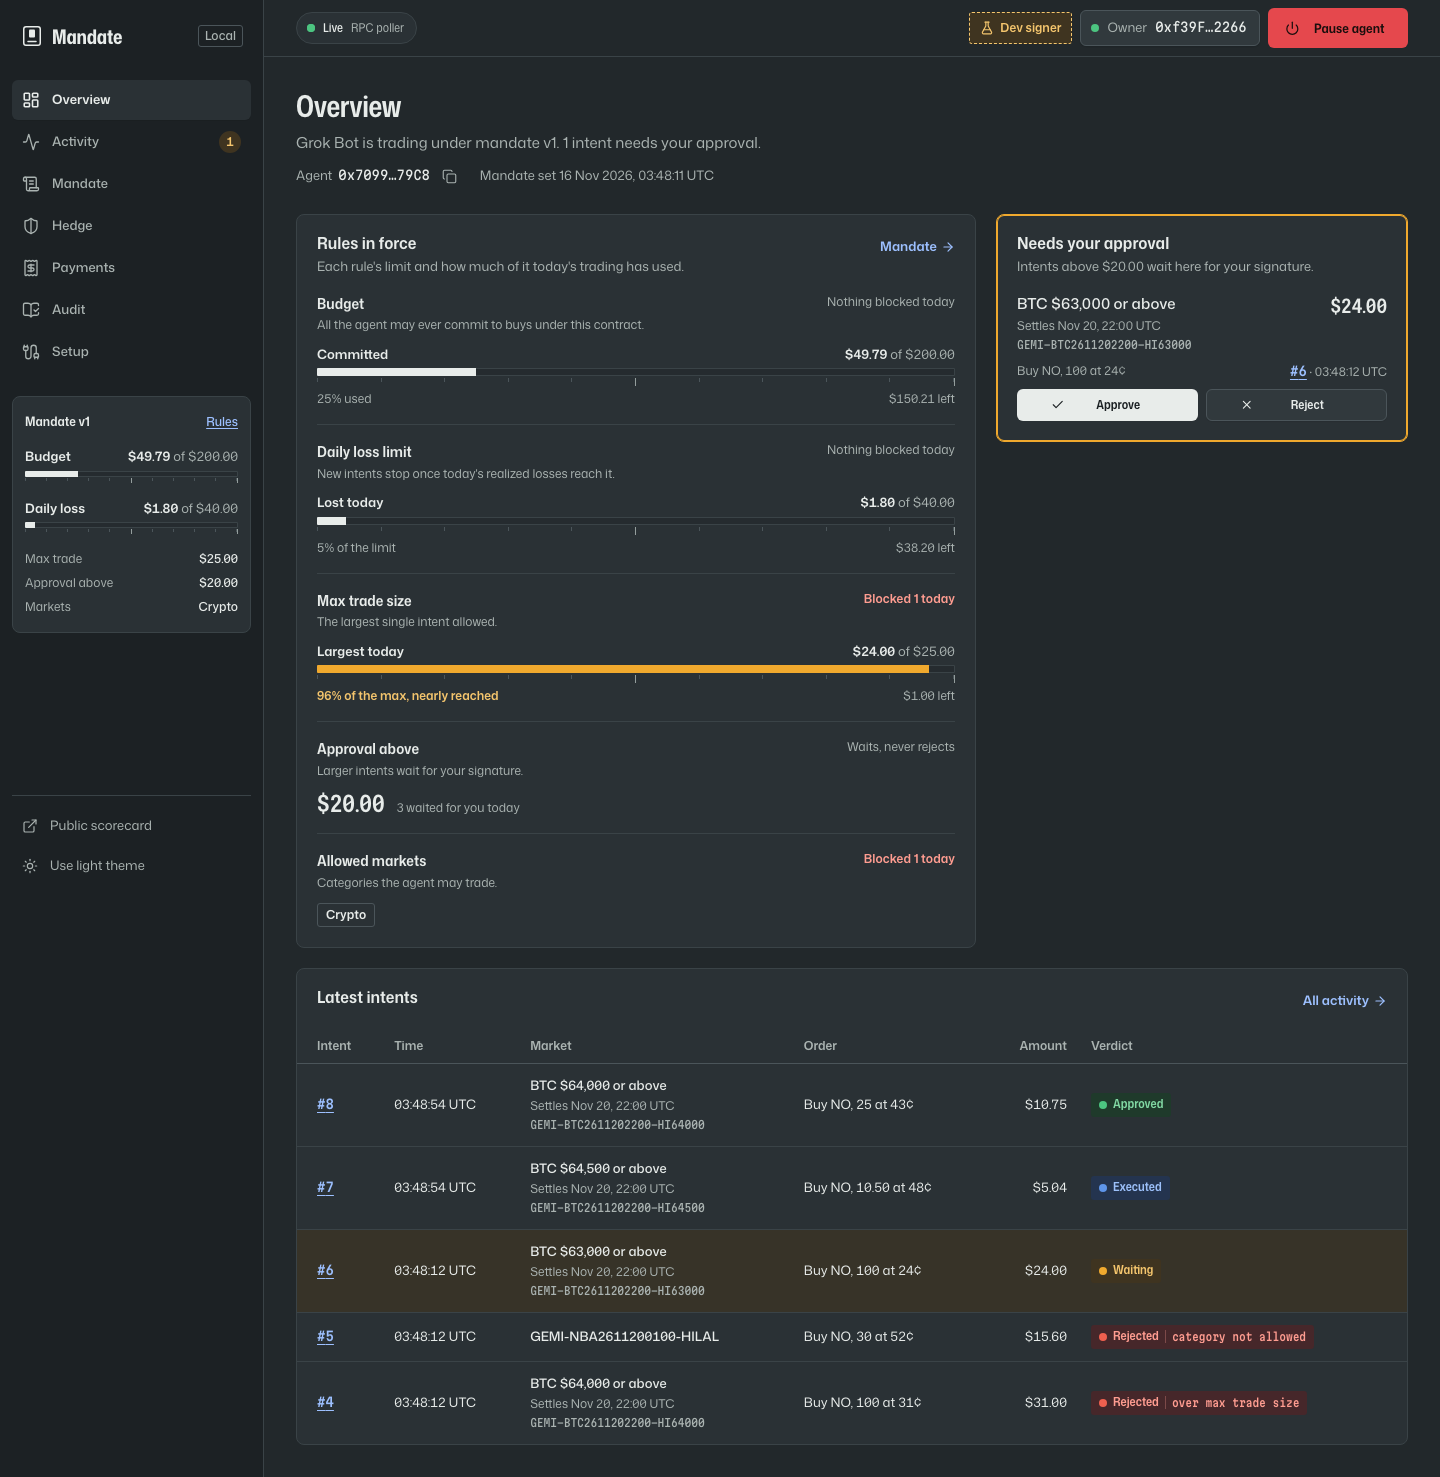 Mandate
Local
Overview
Activity
1
Mandate
Hedge
Payments
Audit
Setup
Mandate v1
Rules
Budget
$49.79 of $200.00
Daily loss
$1.80 of $40.00
Max trade
$25.00
Approval above
$20.00
Markets
Crypto
Public scorecard
Use light theme
Live RPC poller
Dev signer
Owner 0xf39F…2266
Pause agent
Overview
Grok Bot is trading under mandate v1. 1 intent needs your approval.
Agent 0x7099…79C8
Mandate set 16 Nov 2026, 03:48:11 UTC
Rules in force
Mandate →
Each rule's limit and how much of it today's trading has used.
Budget
Nothing blocked today
All the agent may ever commit to buys under this contract.
Committed
$49.79 of $200.00
25% used
$150.21 left
Daily loss limit
Nothing blocked today
New intents stop once today's realized losses reach it.
Lost today
$1.80 of $40.00
5% of the limit
$38.20 left
Max trade size
Blocked 1 today
The largest single intent allowed.
Largest today
$24.00 of $25.00
96% of the max, nearly reached
$1.00 left
Approval above
Waits, never rejects
Larger intents wait for your signature.
$20.00 3 waited for you today
Allowed markets
Blocked 1 today
Categories the agent may trade.
Crypto
Needs your approval
Intents above $20.00 wait here for your signature.
BTC $63,000 or above
$24.00
Settles Nov 20, 22:00 UTC
GEMI-BTC2611202200-HI63000
Buy NO, 100 at 24¢
#6 · 03:48:12 UTC
Approve
Reject
Latest intents
All activity →
Intent Time Market Order Amount Verdict
#8 03:48:54 UTC BTC $64,000 or above Buy NO, 25 at 43¢ $10.75 Approved
Settles Nov 20, 22:00 UTC
GEMI-BTC2611202200-HI64000
#7 03:48:54 UTC BTC $64,500 or above Buy NO, 10.50 at 48¢ $5.04 Executed
Settles Nov 20, 22:00 UTC
GEMI-BTC2611202200-HI64500
#6 03:48:12 UTC BTC $63,000 or above Buy NO, 100 at 24¢ $24.00 Waiting
Settles Nov 20, 22:00 UTC
GEMI-BTC2611202200-HI63000
#5 03:48:12 UTC GEMI-NBA2611200100-HILAL Buy NO, 30 at 52¢ $15.60 Rejected category not allowed
#4 03:48:12 UTC BTC $64,000 or above Buy NO, 100 at 31¢ $31.00 Rejected over max trade size
Settles Nov 20, 22:00 UTC
GEMI-BTC2611202200-HI64000